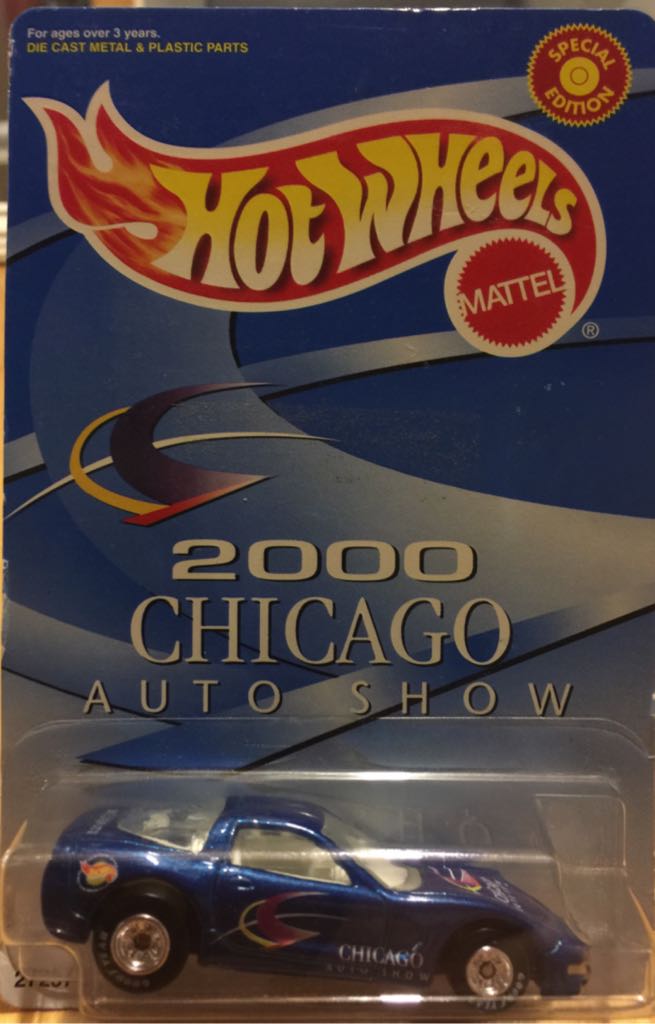 For ages over 3 years.
DIE CAST METAL & PLASTIC PARTS
SPECIAL
EDITION
HOT WHEELS
MATTEL
®
2000
CHICAGO
AUTO SHOW
CHICAGO
AUTO SHOW